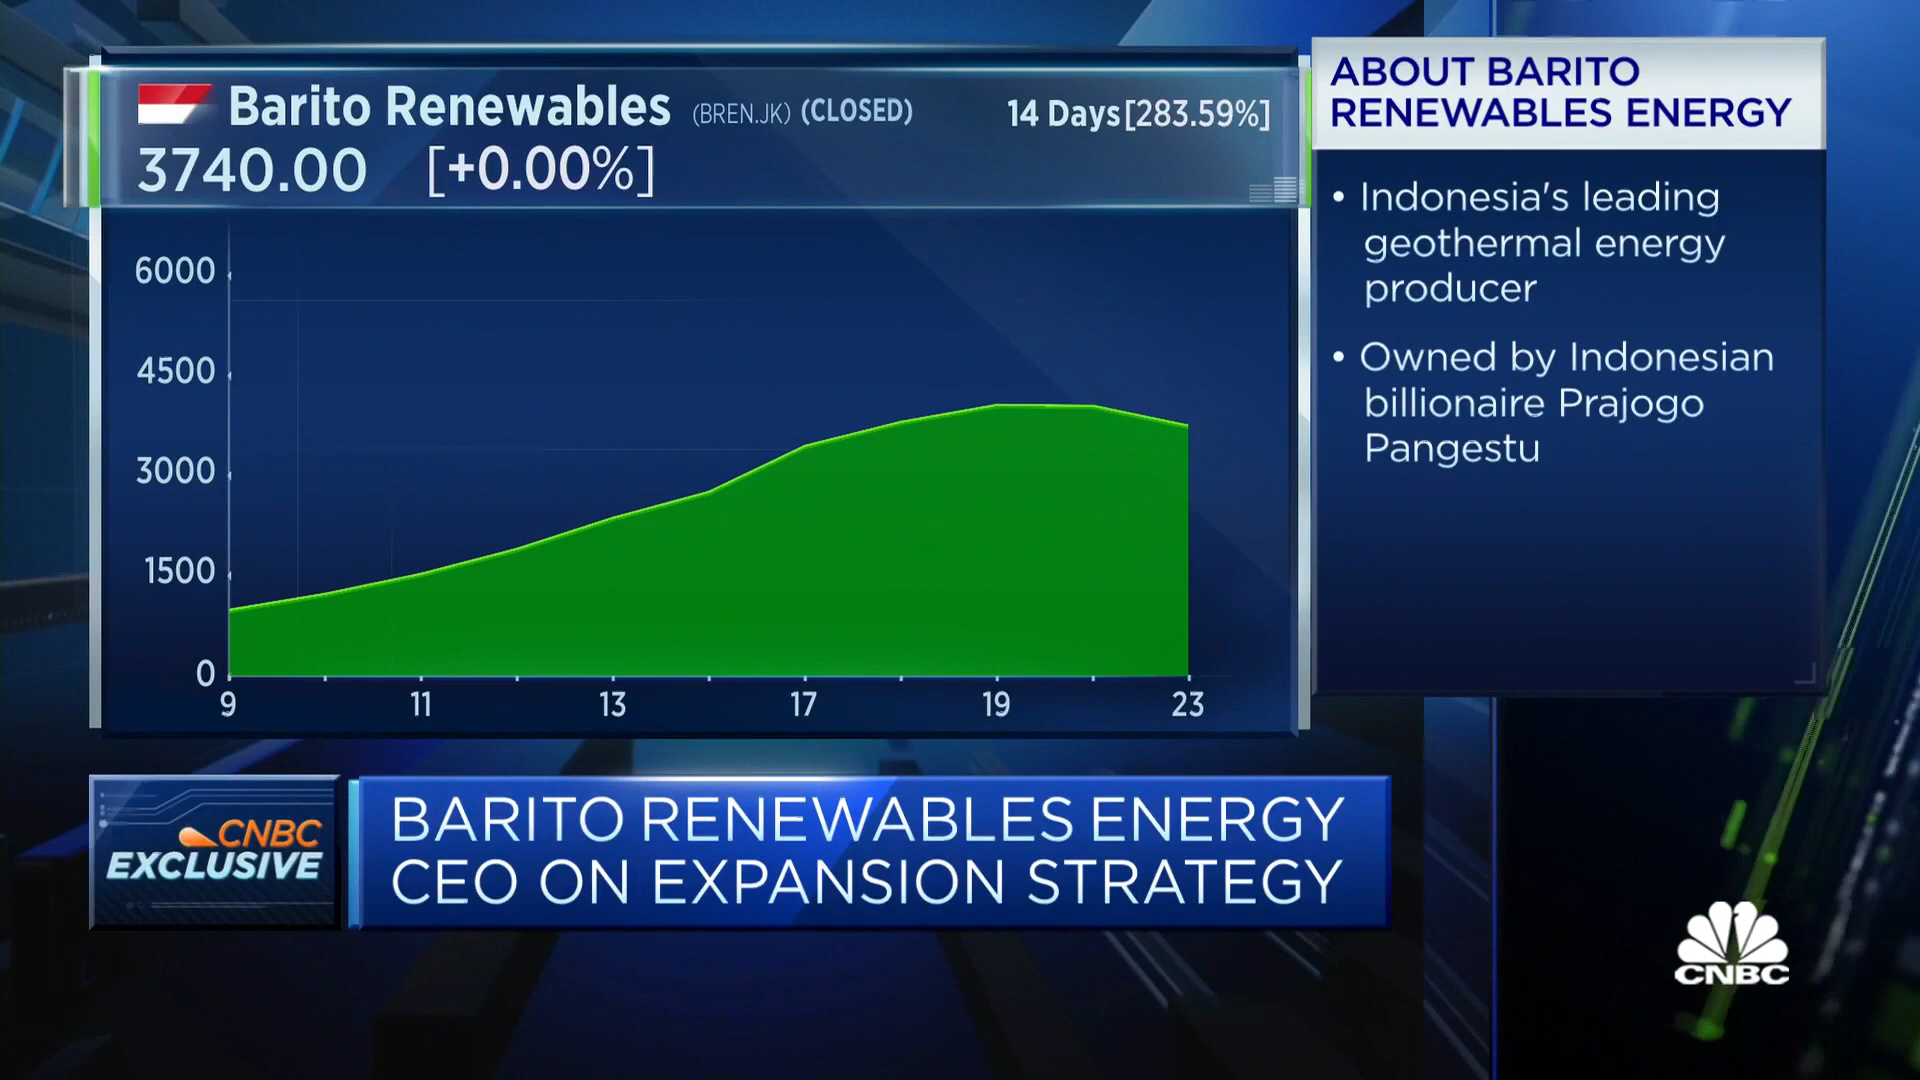 Barito Renewables (BREN.JK) (CLOSED) 14 Days[283.59%]
3740.00 [+0.00%]
6000
4500
3000
1500
0
9 11 13 17 19 23
ABOUT BARITO
RENEWABLES ENERGY
• Indonesia's leading
geothermal energy
producer
• Owned by Indonesian
billionaire Prajogo
Pangestu
CNBC
EXCLUSIVE
BARITO RENEWABLES ENERGY
CEO ON EXPANSION STRATEGY
CNBC